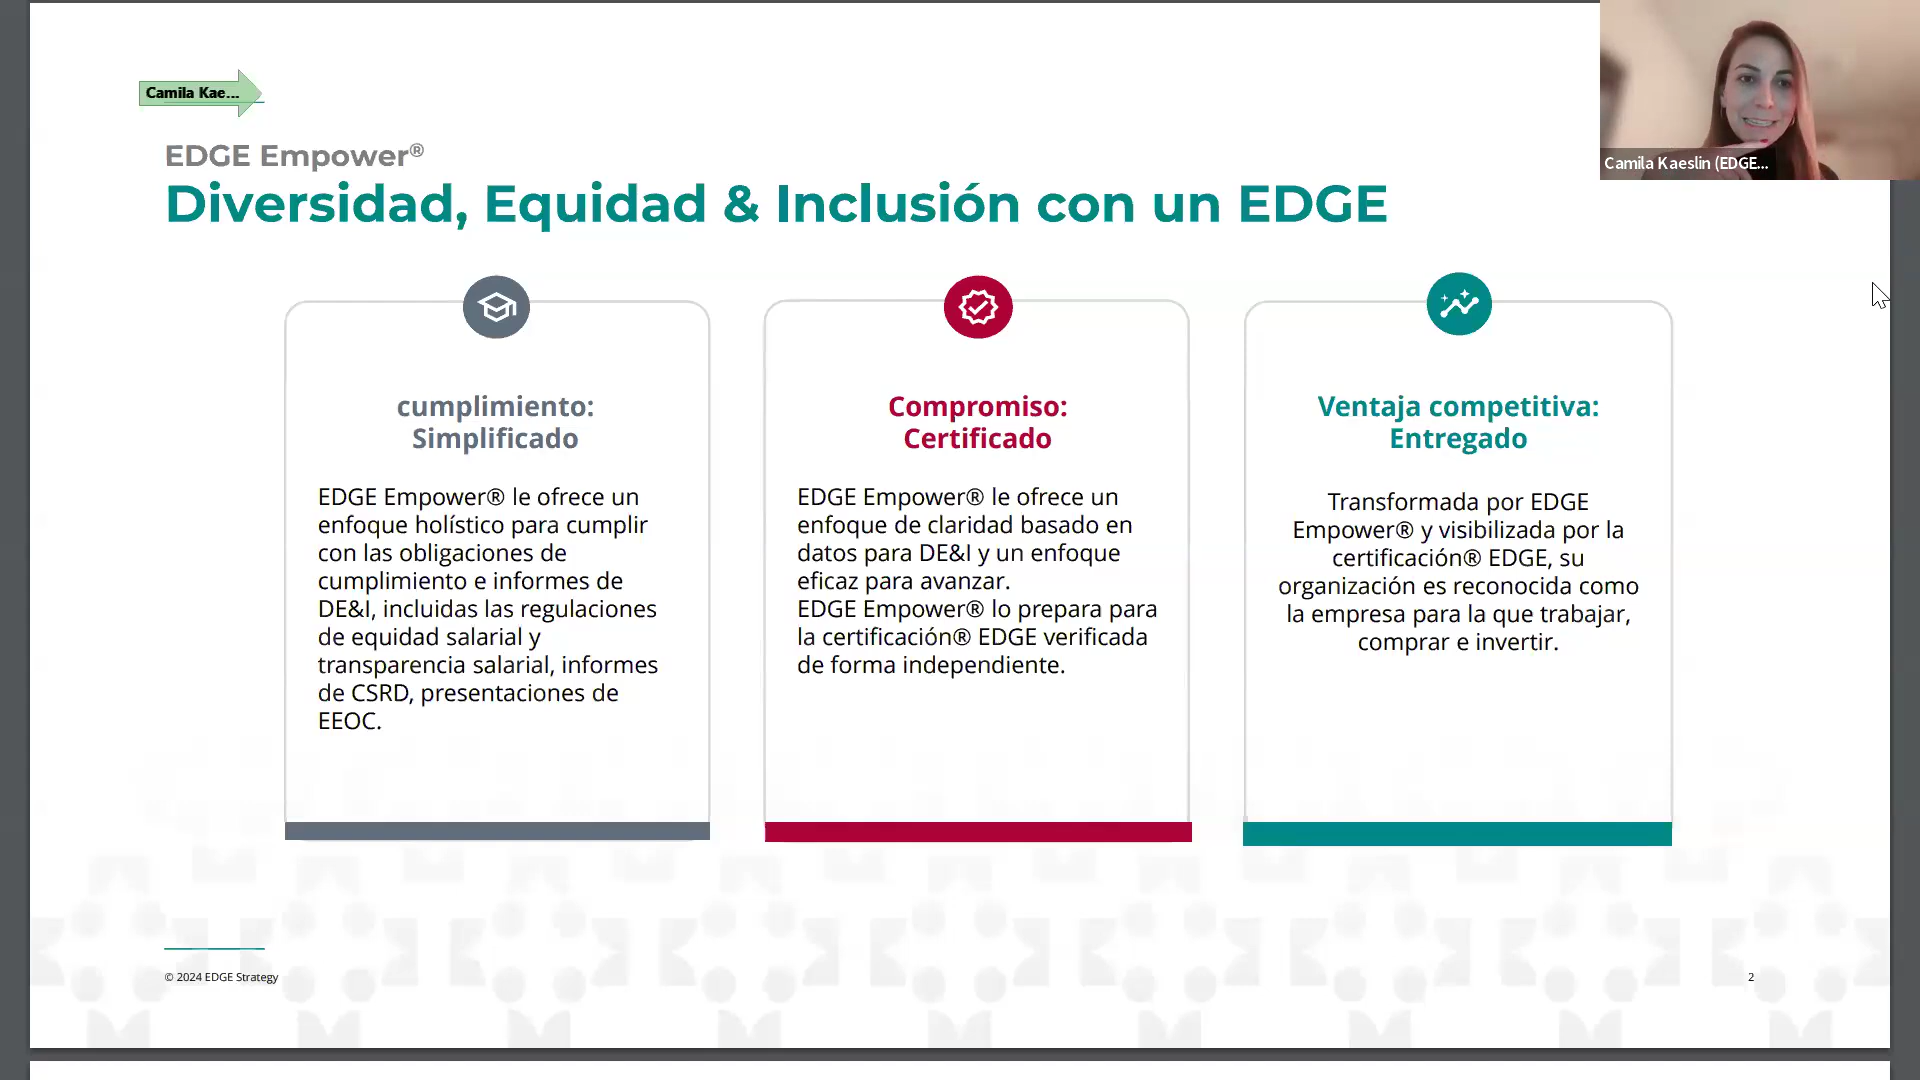 Camila Kae...
Camila Kaeslin (EDGE...
EDGE Empower®
Diversidad, Equidad & Inclusión con un EDGE
cumplimiento:
Simplificado
EDGE Empower® le ofrece un
enfoque holístico para cumplir
con las obligaciones de
cumplimiento e informes de
DE&I, incluidas las regulaciones
de equidad salarial y
transparencia salarial, informes
de CSRD, presentaciones de
EEOC.
Compromiso:
Certificado
EDGE Empower® le ofrece un
enfoque de claridad basado en
datos para DE&I y un enfoque
eficaz para avanzar.
EDGE Empower® lo prepara para
la certificación® EDGE verificada
de forma independiente.
Ventaja competitiva:
Entregado
Transformada por EDGE
Empower® y visibilizada por la
certificación® EDGE, su
organización es reconocida como
la empresa para la que trabajar,
comprar e invertir.
© 2024 EDGE Strategy
2